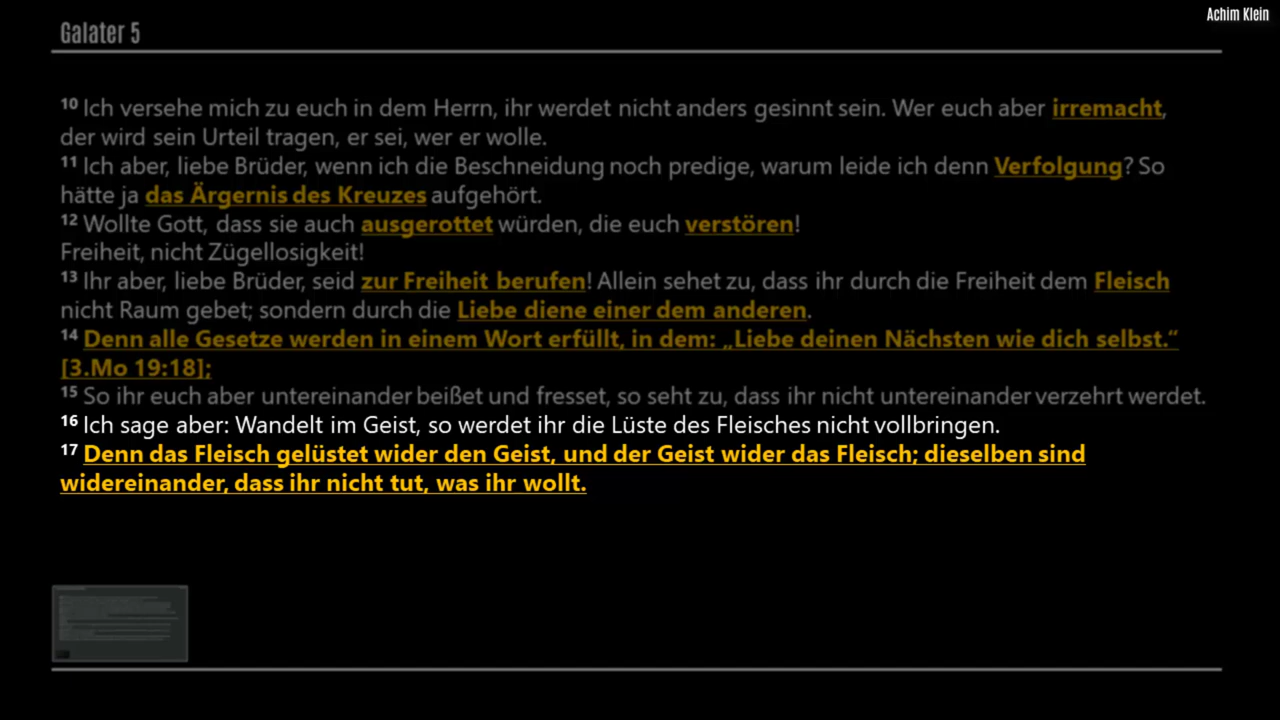 Achim Klein
Galater 5
10 Ich versehe mich zu euch in dem Herrn, ihr werdet nicht anders gesinnt sein. Wer euch aber irremacht,
der wird sein Urteil tragen, er sei, wer er wolle.
11 Ich aber, liebe Brüder, wenn ich die Beschneidung noch predige, warum leide ich denn Verfolgung? So
hätte ja das Ärgernis des Kreuzes aufgehört.
12 Wollte Gott, dass sie auch ausgerottet würden, die euch verstören!
Freiheit, nicht Zügellosigkeit!
13 Ihr aber, liebe Brüder, seid zur Freiheit berufen! Allein sehet zu, dass ihr durch die Freiheit dem Fleisch
nicht Raum gebet; sondern durch die Liebe diene einer dem anderen.
14 Denn alle Gesetze werden in einem Wort erfüllt, in dem: „Liebe deinen Nächsten wie dich selbst.“
[3.Mo 19:18];
15 So ihr euch aber untereinander beißet und fresset, so seht zu, dass ihr nicht untereinander verzehrt werdet.
16 Ich sage aber: Wandelt im Geist, so werdet ihr die Lüste des Fleisches nicht vollbringen.
17 Denn das Fleisch gelüstet wider den Geist, und der Geist wider das Fleisch; dieselben sind
widereinander, dass ihr nicht tut, was ihr wollt.